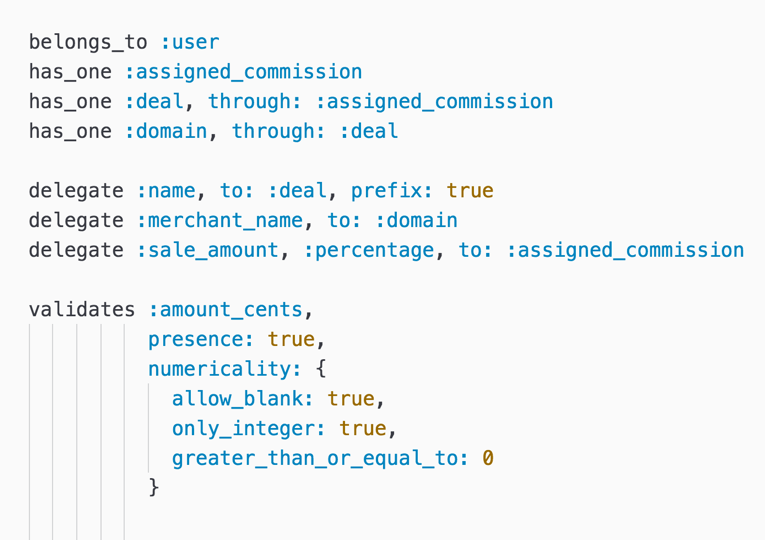 belongs_to :user
has_one :assigned_commission
has_one :deal, through: :assigned_commission
has_one :domain, through: :deal

delegate :name, to: :deal, prefix: true
delegate :merchant_name, to: :domain
delegate :sale_amount, :percentage, to: :assigned_commission

validates :amount_cents,
          presence: true,
          numericality: {
            allow_blank: true,
            only_integer: true,
            greater_than_or_equal_to: 0
          }